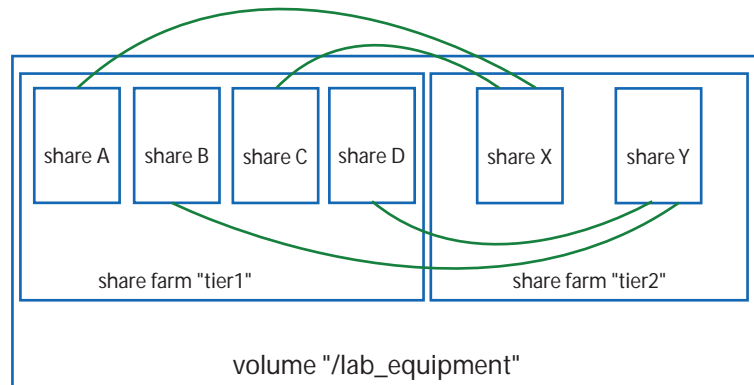 share A
share B
share C
share D
share X
share Y
share farm "tier1"
share farm "tier2"
volume "/lab_equipment"